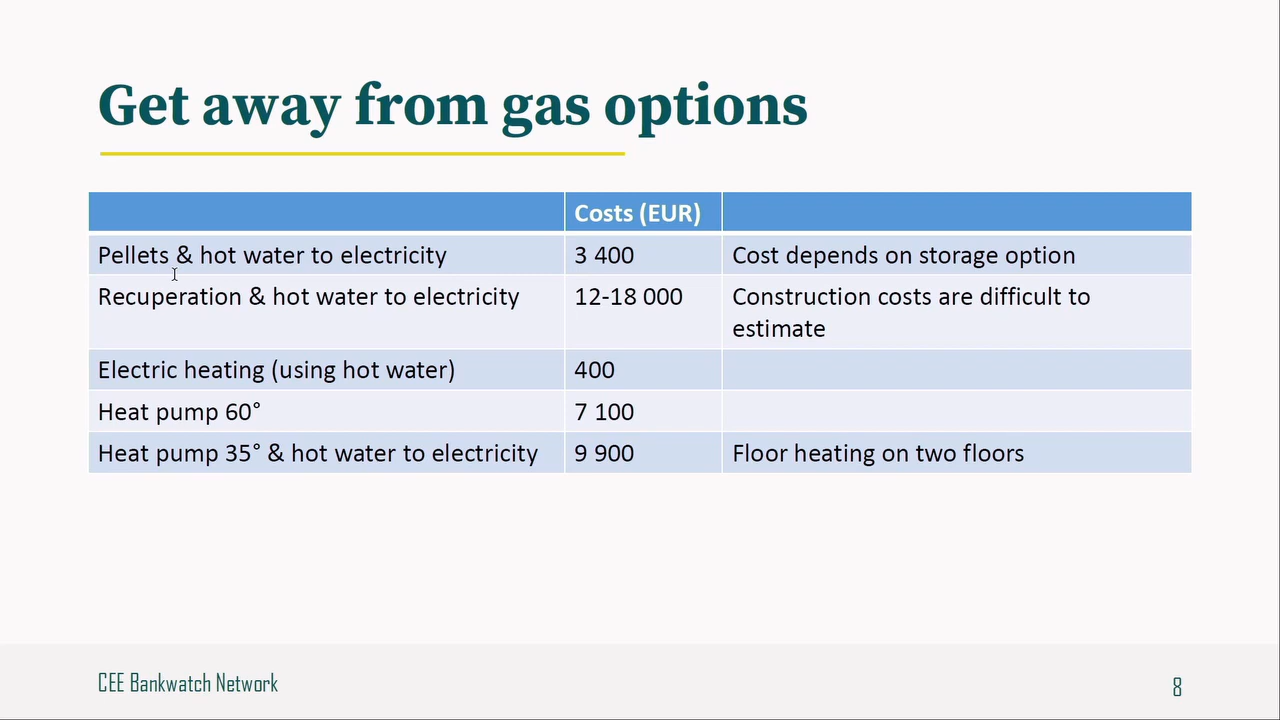 Get away from gas options
Costs (EUR)
Pellets & hot water to electricity 3 400 Cost depends on storage option
Recuperation & hot water to electricity 12-18 000 Construction costs are difficult to
estimate
Electric heating (using hot water) 400
Heat pump 60° 7 100
Heat pump 35° & hot water to electricity 9 900 Floor heating on two floors
CEE Bankwatch Network 8